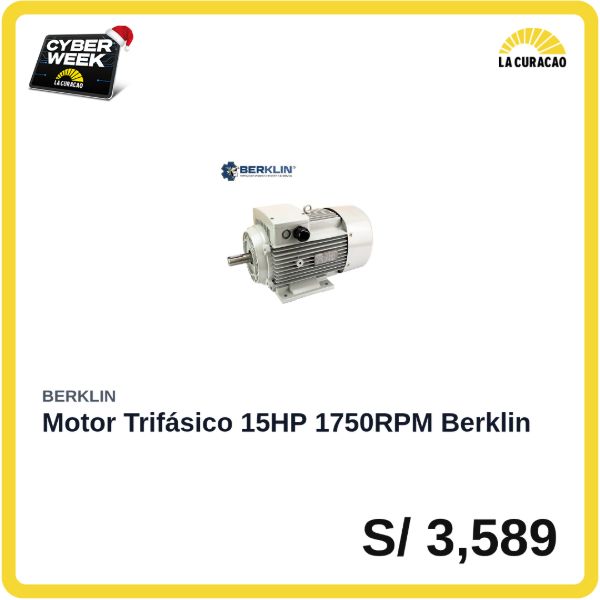 CYBER
WEEK
LA CURACAO
LA CURACAO
BERKLIN®
BERKLIN
Motor Trifásico 15HP 1750RPM Berklin
S/ 3,589